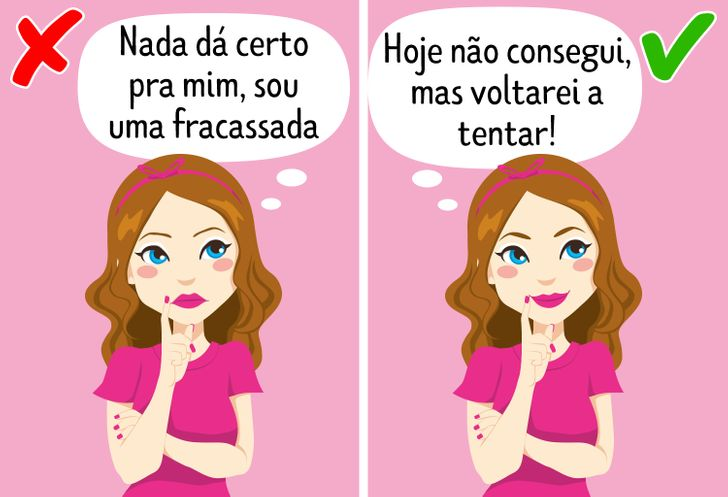 Nada dá certo
pra mim, sou
uma fracassada
Hoje não consegui,
mas voltarei a
tentar!